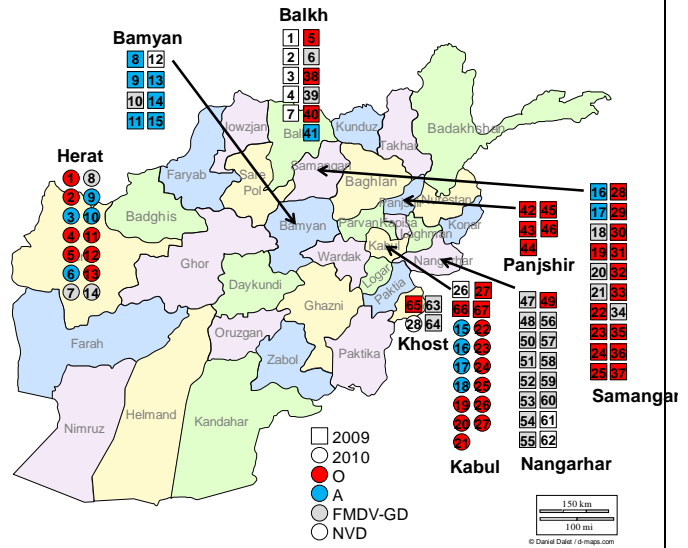 Balkh
1 5
2 6
3 38
4 39
7 40
41
Bamyan
8 12
9 13
10 14
11 15
Herat
1 8
2 9
3 10
4 11
5 12
6 13
7 14
Jowzjan
Balkh
Kunduz
Takhar
Badakhshan
Samangan
Faryab
Sare
Pol
Baghlan
Panjshir
Nurestan
Badghis
Bamyan
Parvan
Kapisa
Laghman
Konar
Kabul
Ghor
Wardak
Nangarhar
Logar
Paktia
Daykundi
Ghazni
Oruzgan
Paktika
Farah
Zabol
Nimruz
Helmand
Kandahar
16 28
17 29
18 30
19 31
20 32
21 33
22 34
23 35
24 36
25 37
Samangan
42 45
43 46
44
Panjshir
65 63
28 64
Khost
26 27
66 67
15 22
16 23
17 24
18 25
19 26
20 27
21
Kabul
47 49
48 56
50 57
51 58
52 59
53 60
54 61
55 62
Nangarhar
2009
2010
O
A
FMDV-GD
NVD
150 km
100 mi
© Daniel Dalet / d-maps.com